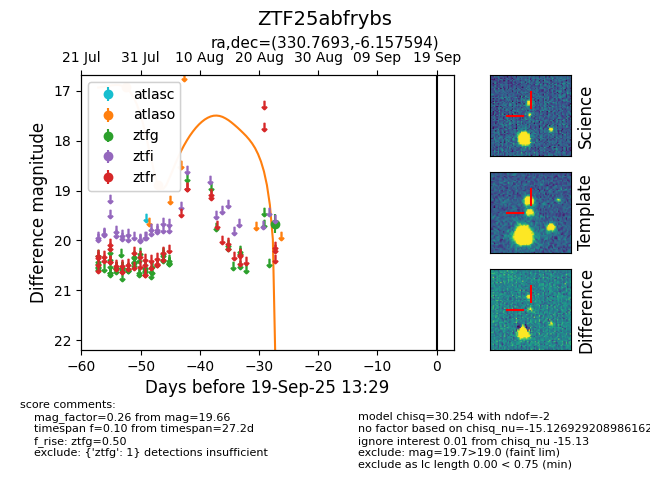 ZTF25abfrybs
ra,dec=(330.7693,-6.157594)
21 Jul 31 Jul 10 Aug 20 Aug 30 Aug 09 Sep 19 Sep
17
18
19
20
21
22
Difference magnitude
atlasc
atlaso
ztfg
ztfi
ztfr
−60 −50 −40 −30 −20 −10 0
Days before 19-Sep-25 13:29
Science
Template
Difference
score comments:
mag_factor=0.26 from mag=19.66
timespan f=0.10 from timespan=27.2d
f_rise: ztfg=0.50
exclude: {'ztfg': 1} detections insufficient
model chisq=30.254 with ndof=-2
no factor based on chisq_nu=-15.126929208986162
ignore interest 0.01 from chisq_nu -15.13
exclude: mag=19.7>19.0 (faint lim)
exclude as lc length 0.00 < 0.75 (min)